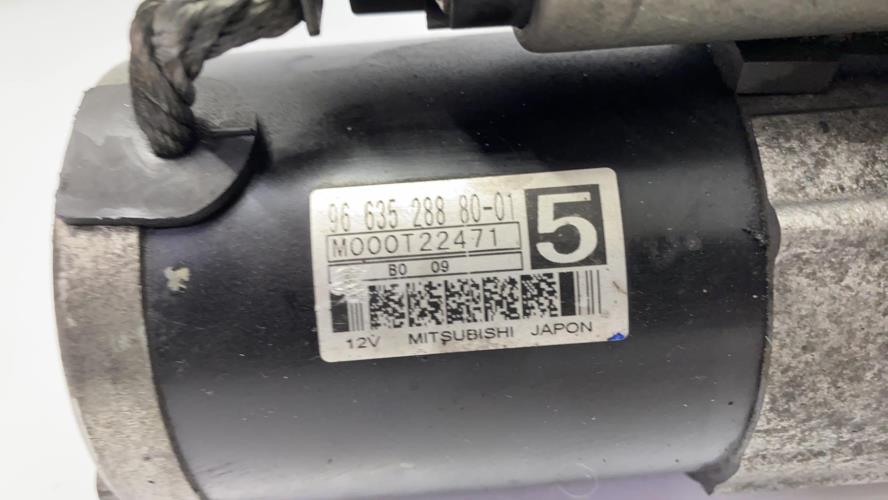 96 635 288 80-01
5
M000T22471
B0 09
12V MITSUBISHI JAPON